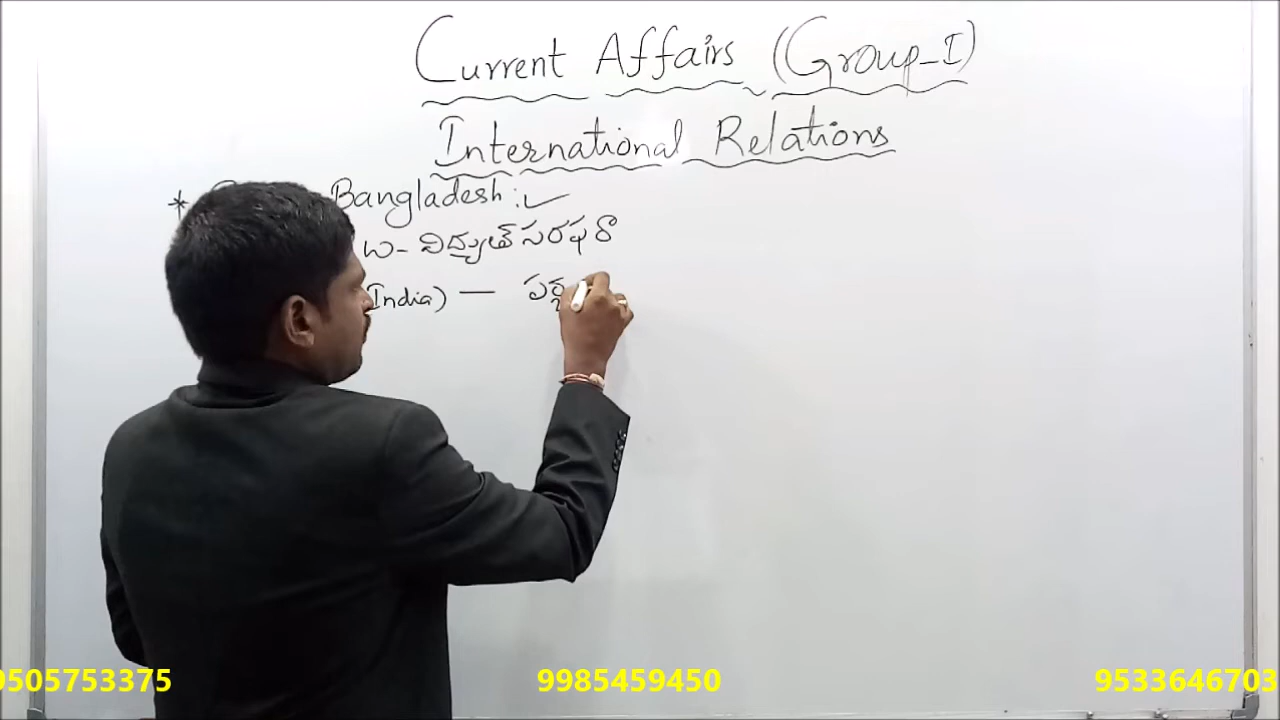 Current Affairs (Group-I)
International Relations
* Bangladesh :
విద్యుత్ సరఫరా
India) —
9505753375 9985459450 9533646703